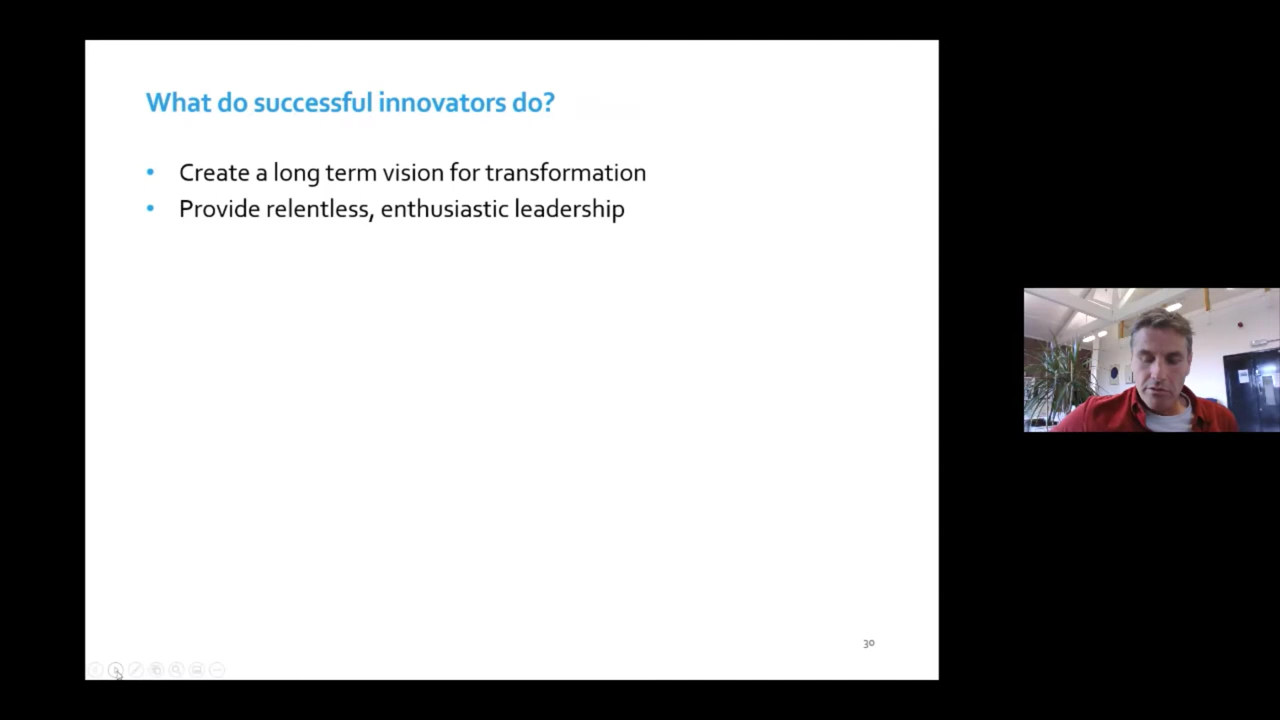 What do successful innovators do?
• Create a long term vision for transformation
• Provide relentless, enthusiastic leadership
30